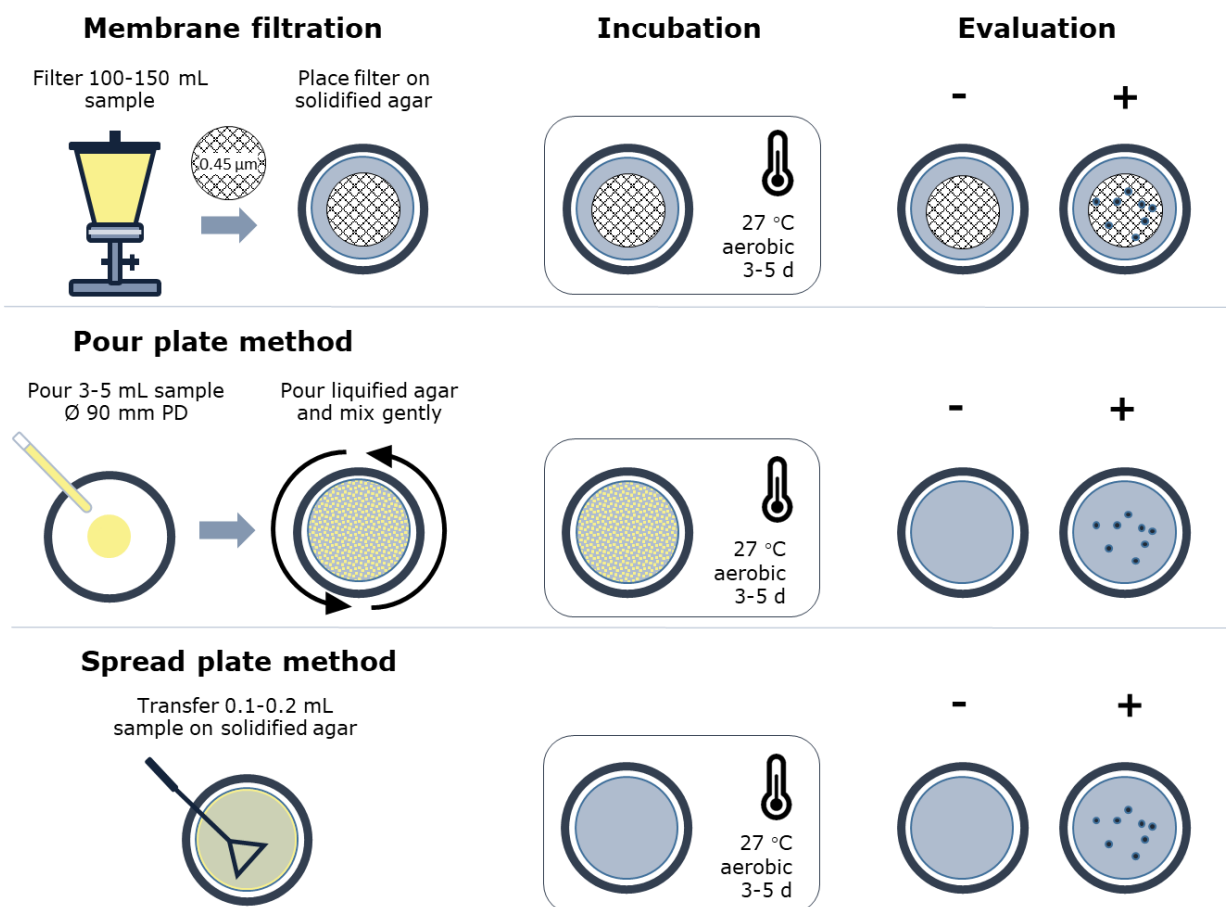 Membrane filtration
Incubation
Evaluation
Filter 100-150 mL
sample
Place filter on
solidified agar
0.45 µm
27 °C
aerobic
3-5 d
-
+
Pour plate method
Pour 3-5 mL sample
Ø 90 mm PD
Pour liquified agar
and mix gently
27 °C
aerobic
3-5 d
-
+
Spread plate method
Transfer 0.1-0.2 mL
sample on solidified agar
27 °C
aerobic
3-5 d
-
+